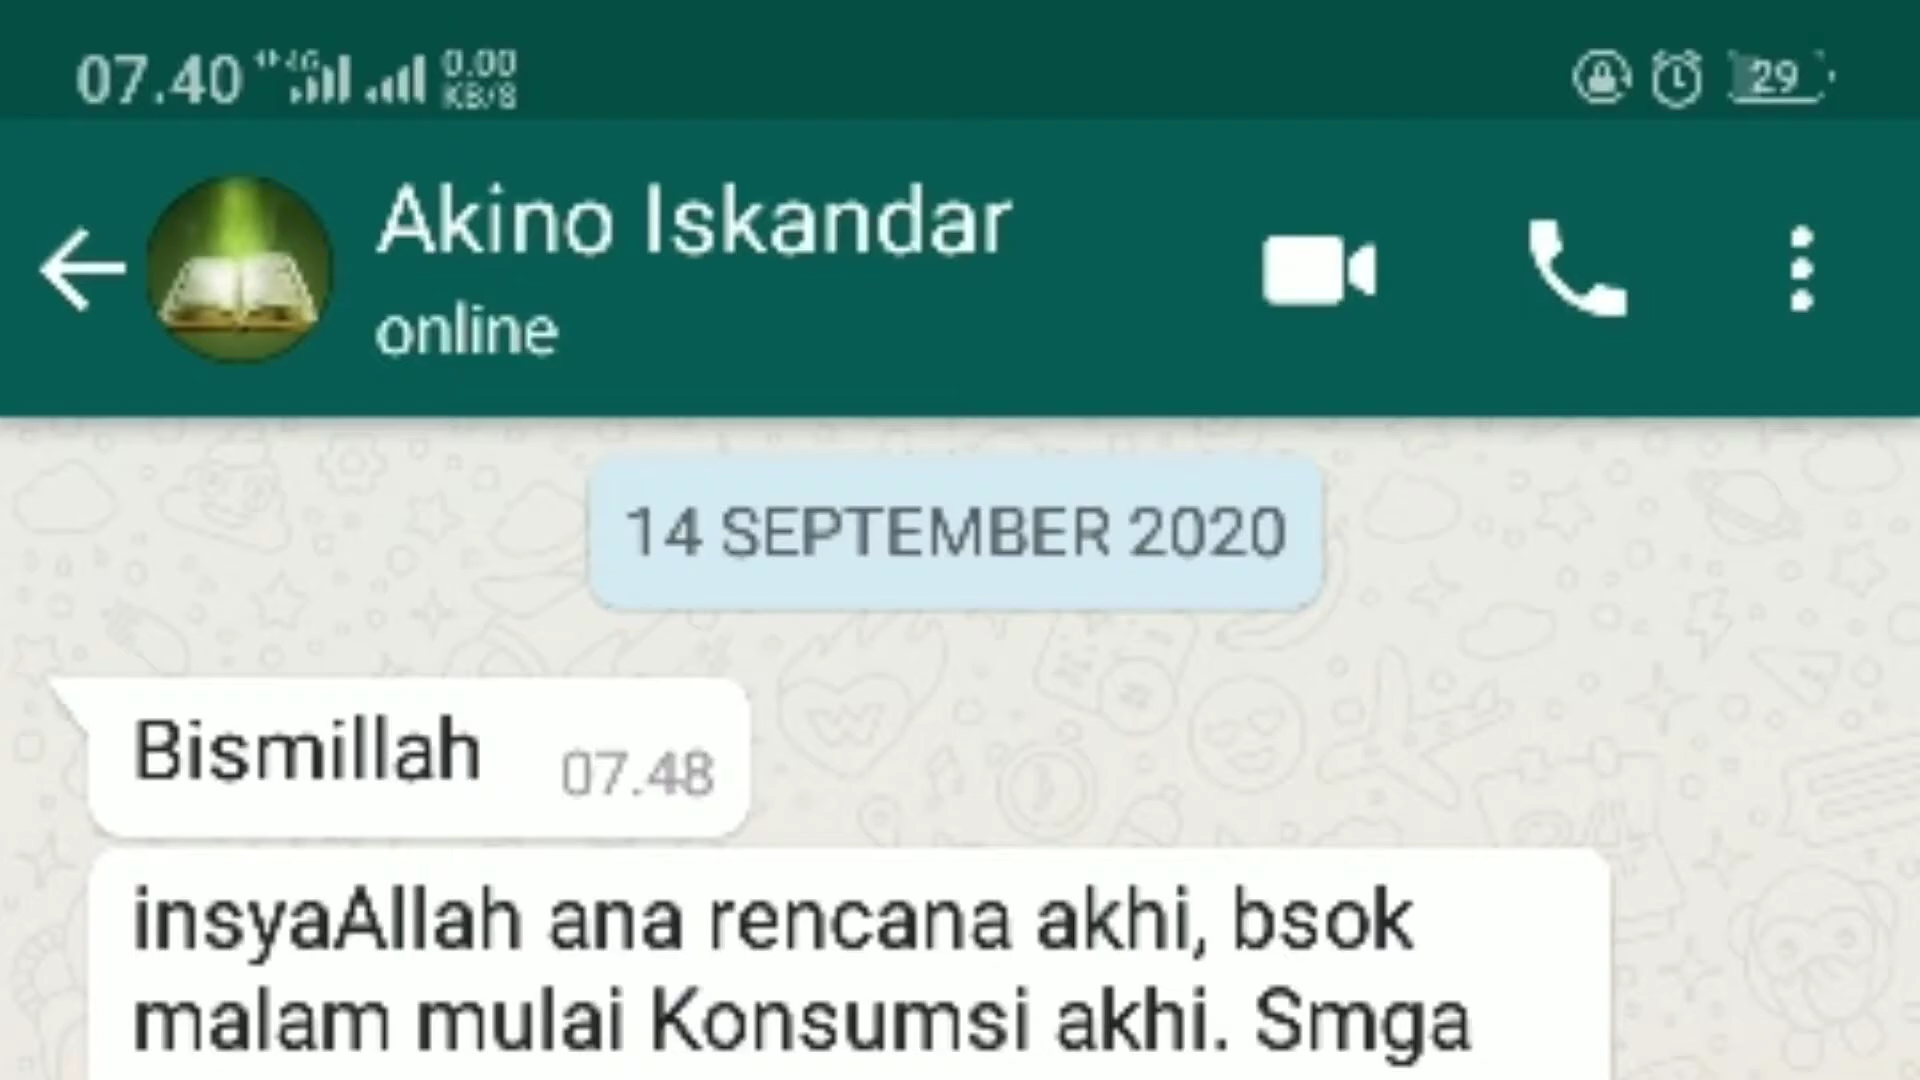 07.40 0.00
KB/S
29
Akino Iskandar
online
14 SEPTEMBER 2020
Bismillah 07.48
insyaAllah ana rencana akhi, bsok
malam mulai Konsumsi akhi. Smga